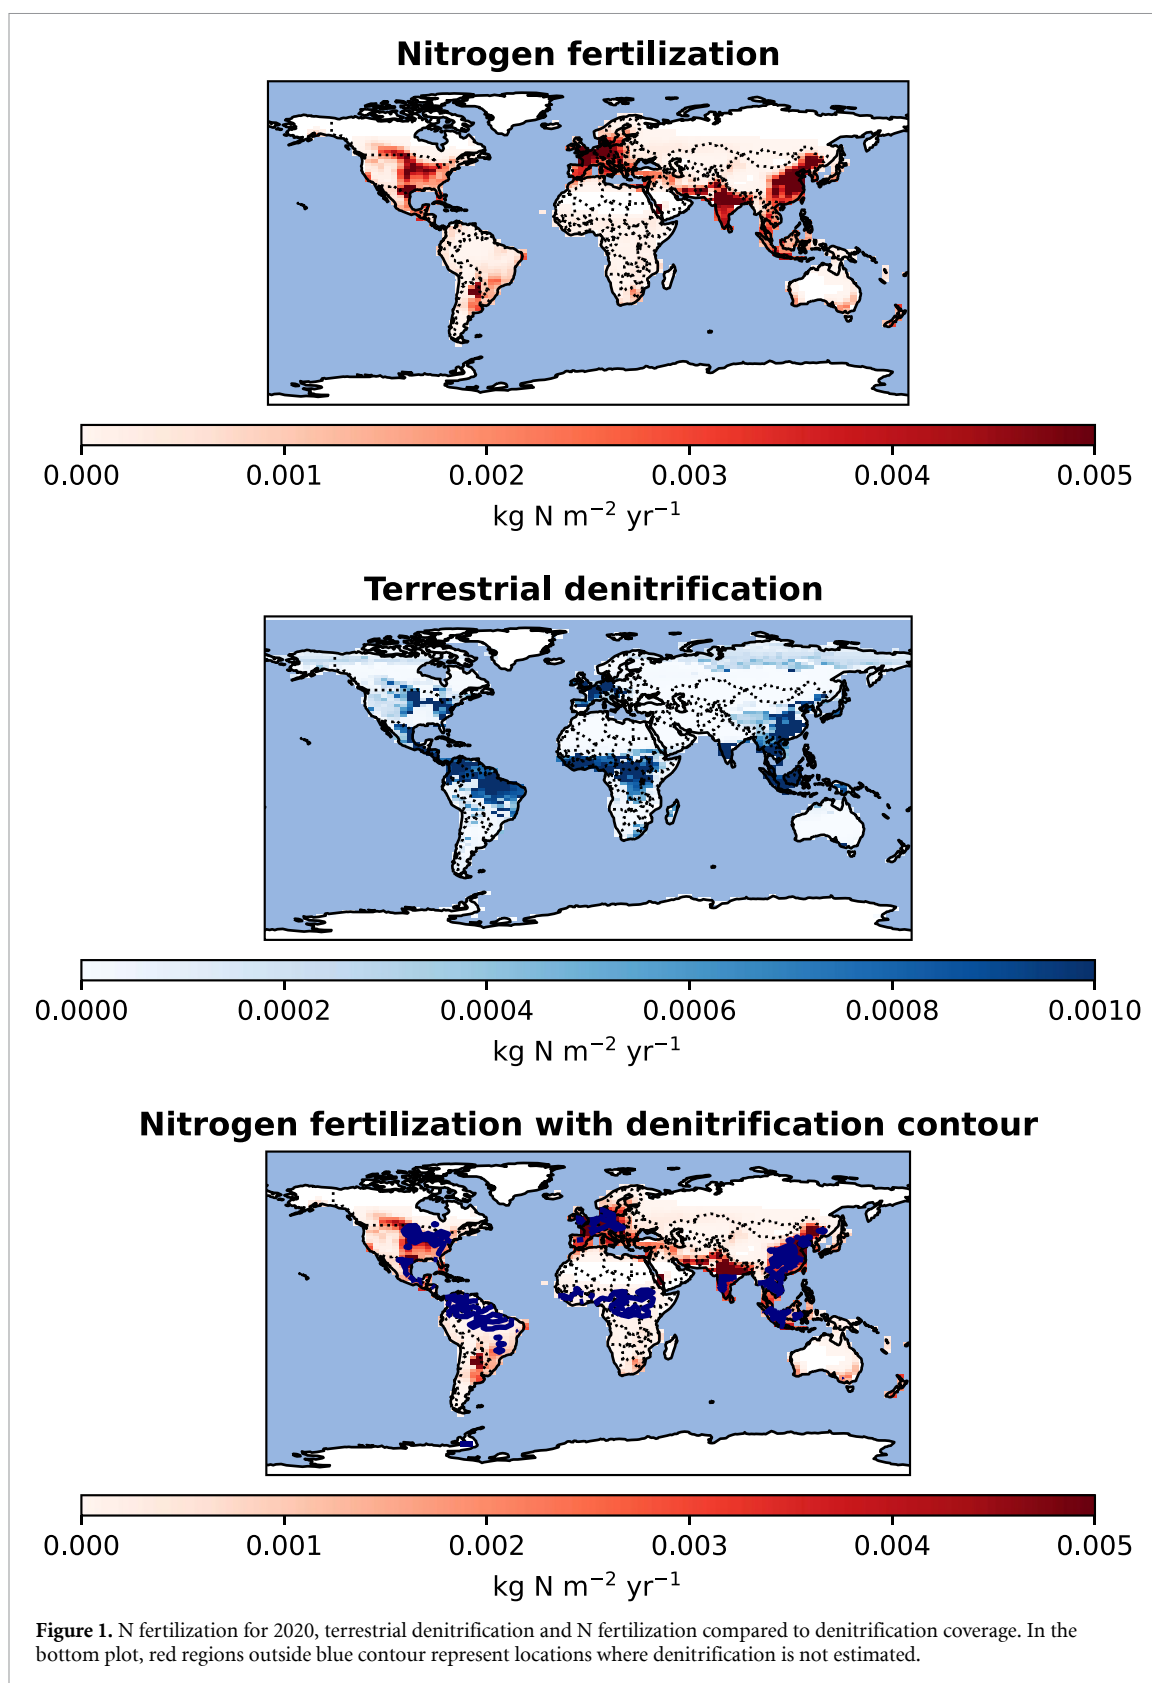 Nitrogen fertilization
0.000 0.001 0.002 0.003 0.004 0.005
kg N m⁻² yr⁻¹
Terrestrial denitrification
0.0000 0.0002 0.0004 0.0006 0.0008 0.0010
kg N m⁻² yr⁻¹
Nitrogen fertilization with denitrification contour
0.000 0.001 0.002 0.003 0.004 0.005
kg N m⁻² yr⁻¹
Figure 1. N fertilization for 2020, terrestrial denitrification and N fertilization compared to denitrification coverage. In the
bottom plot, red regions outside blue contour represent locations where denitrification is not estimated.